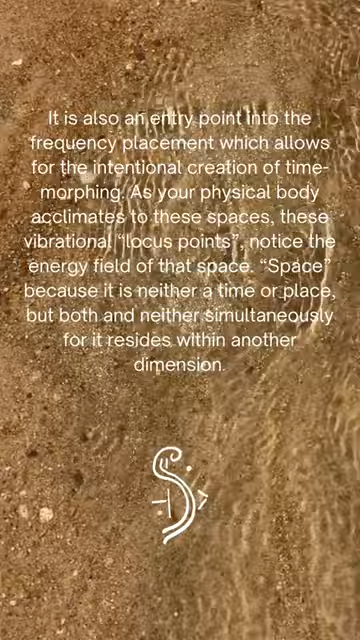 It is also an entry point into the
frequency placement which allows
for the intentional creation of time-
morphing. As your physical body
acclimates to these spaces, these
vibrational “locus points”, notice the
energy field of that space. “Space”
because it is neither a time or place,
but both and neither simultaneously
for it resides within another
dimension.